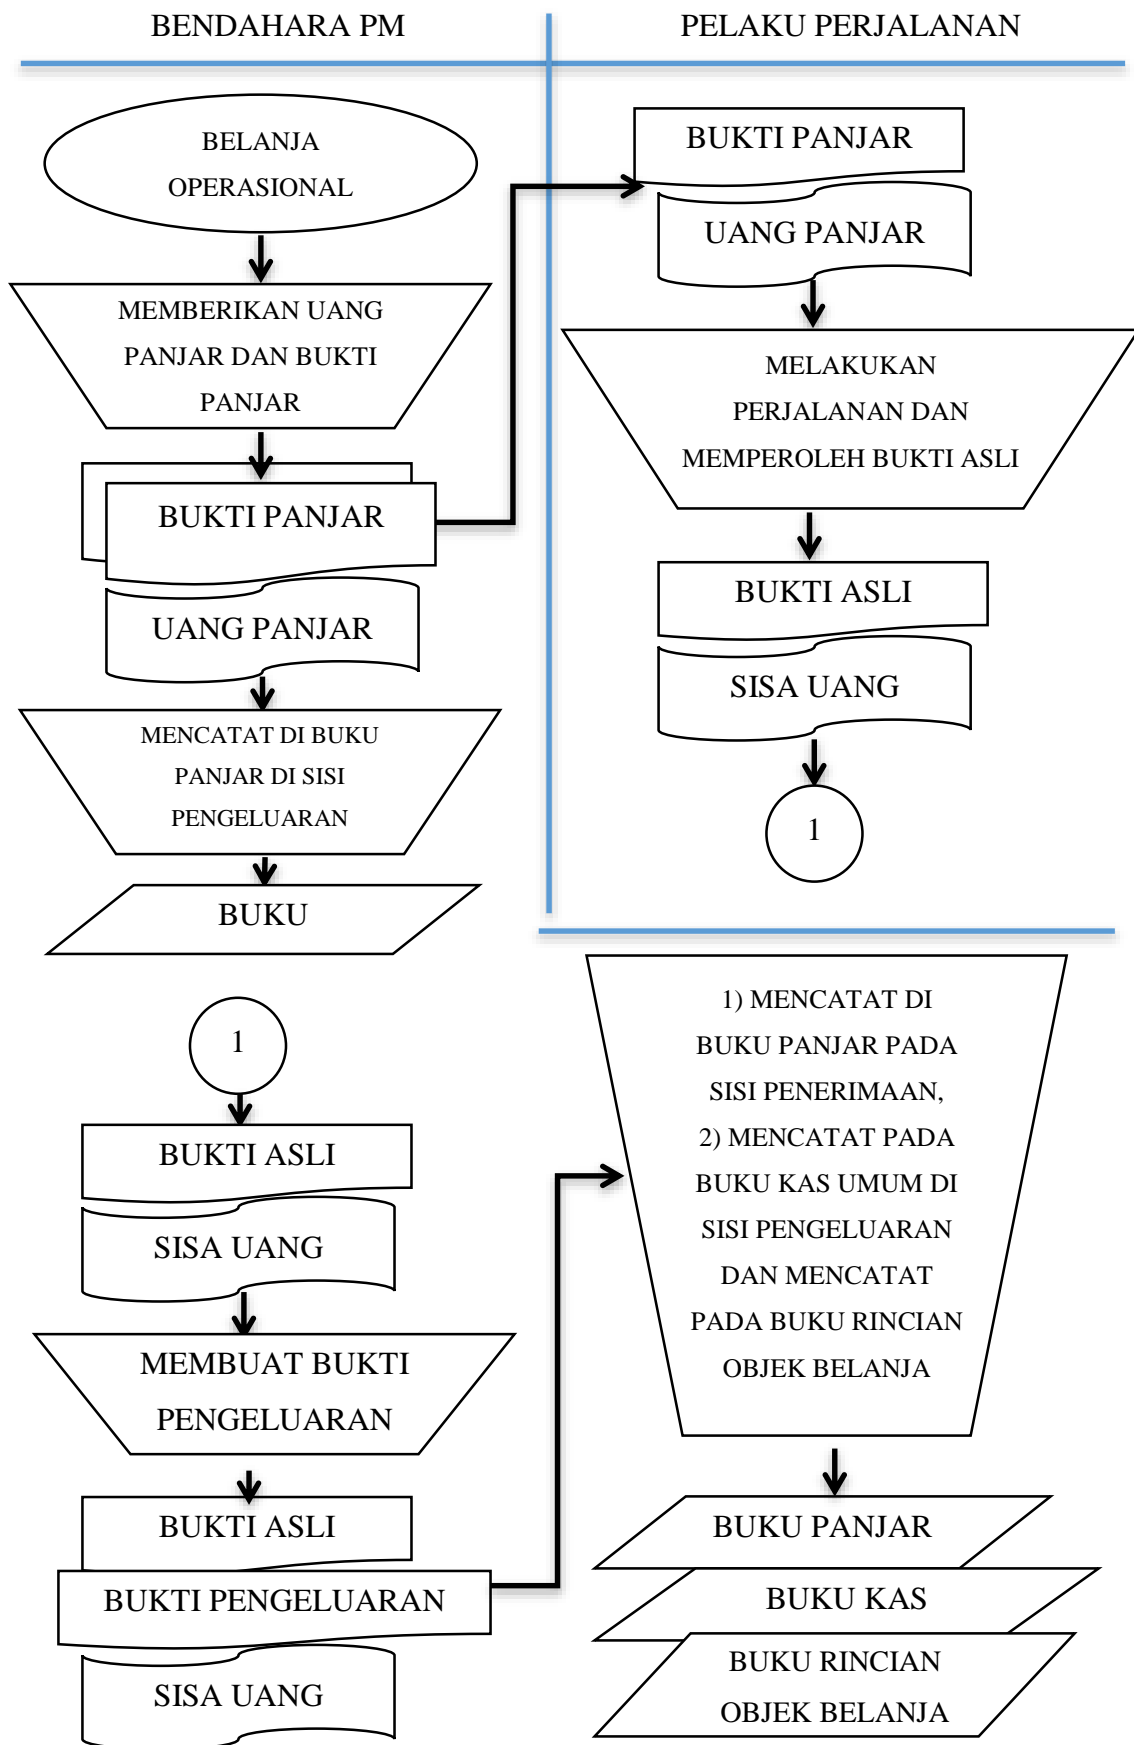 BENDAHARA PM
PELAKU PERJALANAN
BELANJA
OPERASIONAL
MEMBERIKAN UANG
PANJAR DAN BUKTI
PANJAR
BUKTI PANJAR
UANG PANJAR
MENCATAT DI BUKU
PANJAR DI SISI
PENGELUARAN
BUKU
BUKTI PANJAR
UANG PANJAR
MELAKUKAN
PERJALANAN DAN
MEMPEROLEH BUKTI ASLI
BUKTI ASLI
SISA UANG
1
1
BUKTI ASLI
SISA UANG
MEMBUAT BUKTI
PENGELUARAN
BUKTI ASLI
BUKTI PENGELUARAN
SISA UANG
1) MENCATAT DI
BUKU PANJAR PADA
SISI PENERIMAAN,
2) MENCATAT PADA
BUKU KAS UMUM DI
SISI PENGELUARAN
DAN MENCATAT
PADA BUKU RINCIAN
OBJEK BELANJA
BUKU PANJAR
BUKU KAS
BUKU RINCIAN
OBJEK BELANJA